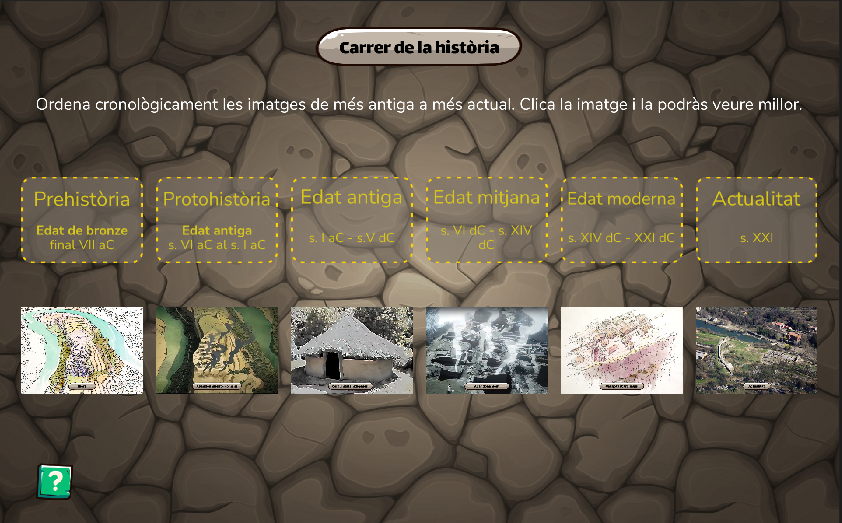 Carrer de la història
Ordena cronològicament les imatges de més antiga a més actual. Clica la imatge i la podràs veure millor.
Prehistòria
Edat de bronze
final VII aC
Protohistòria
Edat antiga
s. VI aC al s. I aC
Edat antiga
s. I aC - s.V dC
Edat mitjana
s. VI dC - s. XIV
dC
Edat moderna
s. XIV dC - XXI dC
Actualitat
s. XXI
?